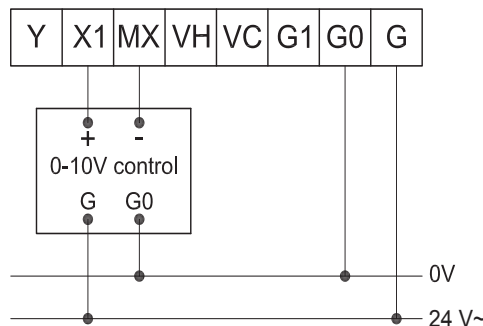 Y X1 MX VH VC G1 G0 G
+ -
0-10V control
G G0
0V
24 V~